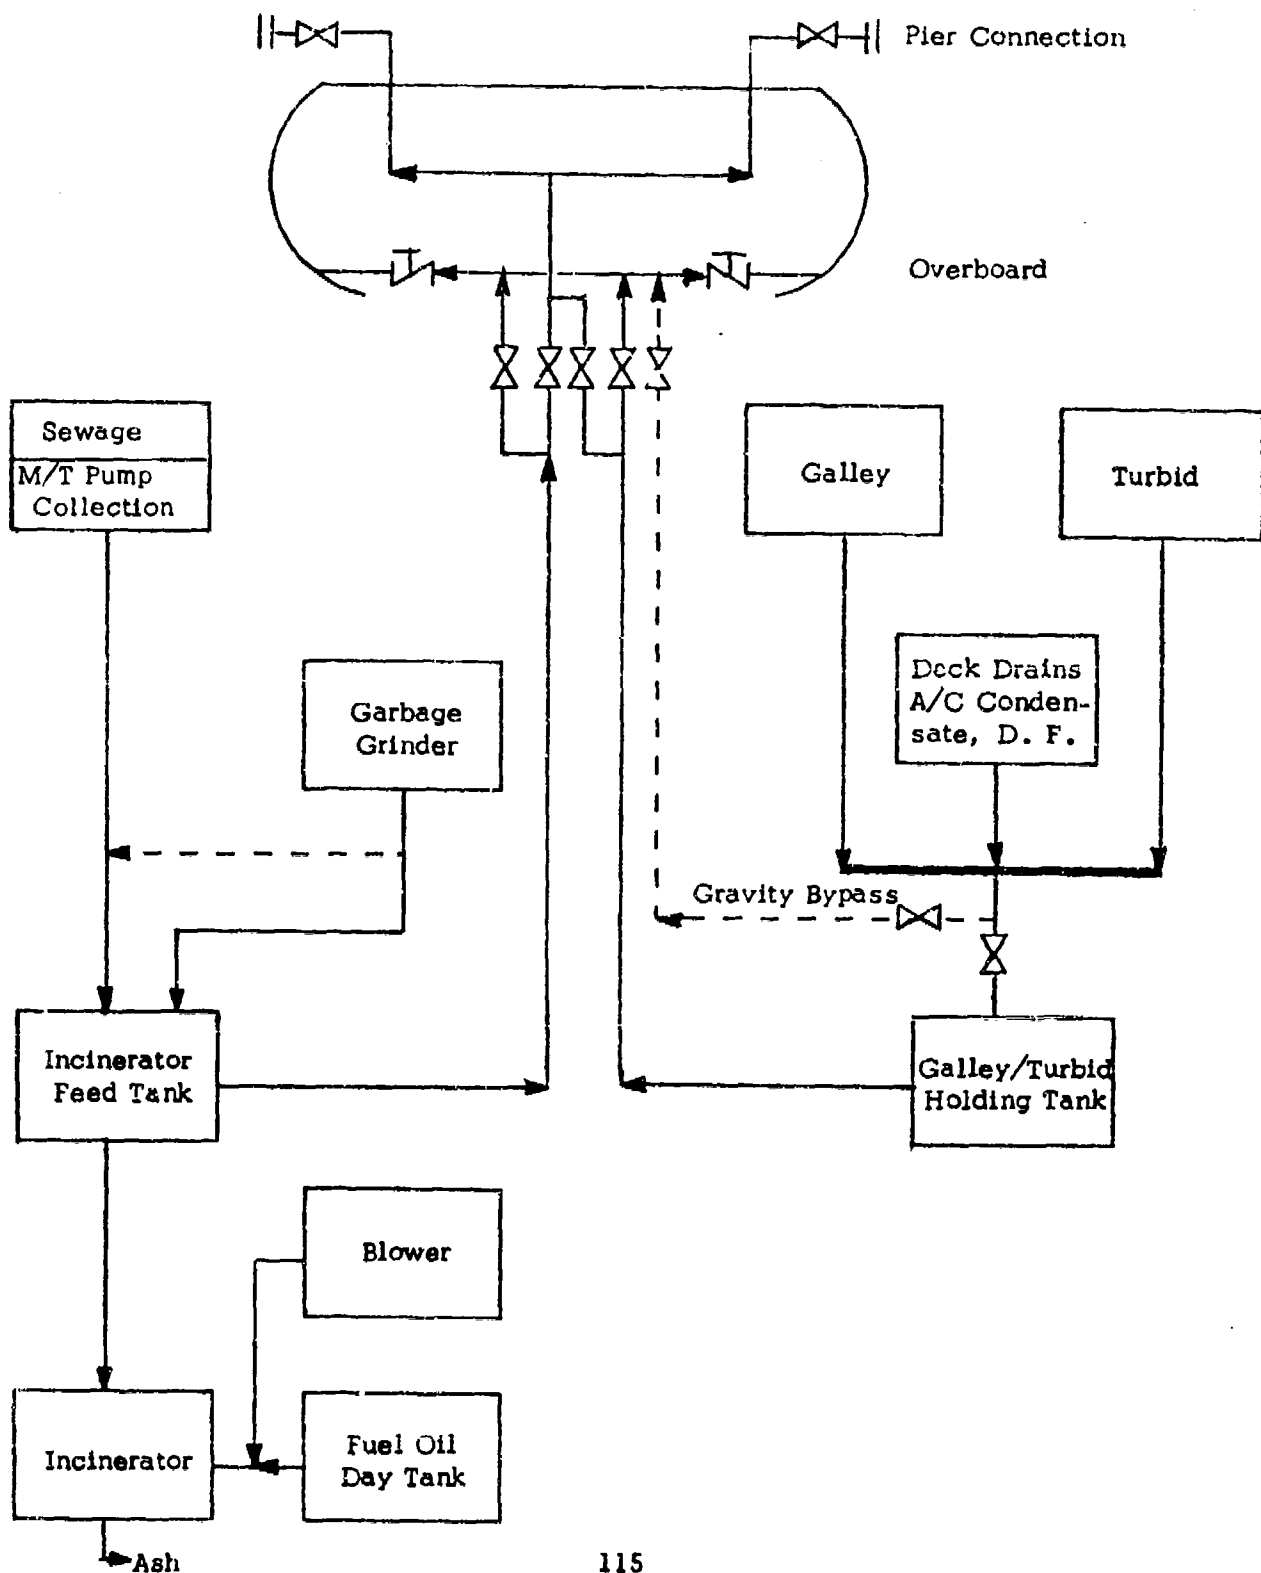 Pier Connection
Overboard
Sewage
M/T Pump
Collection
Galley
Turbid
Deck Drains
A/C Conden-
sate, D. F.
Garbage
Grinder
Gravity Bypass
Incinerator
Feed Tank
Galley/Turbid
Holding Tank
Blower
Incinerator
Fuel Oil
Day Tank
Ash
115